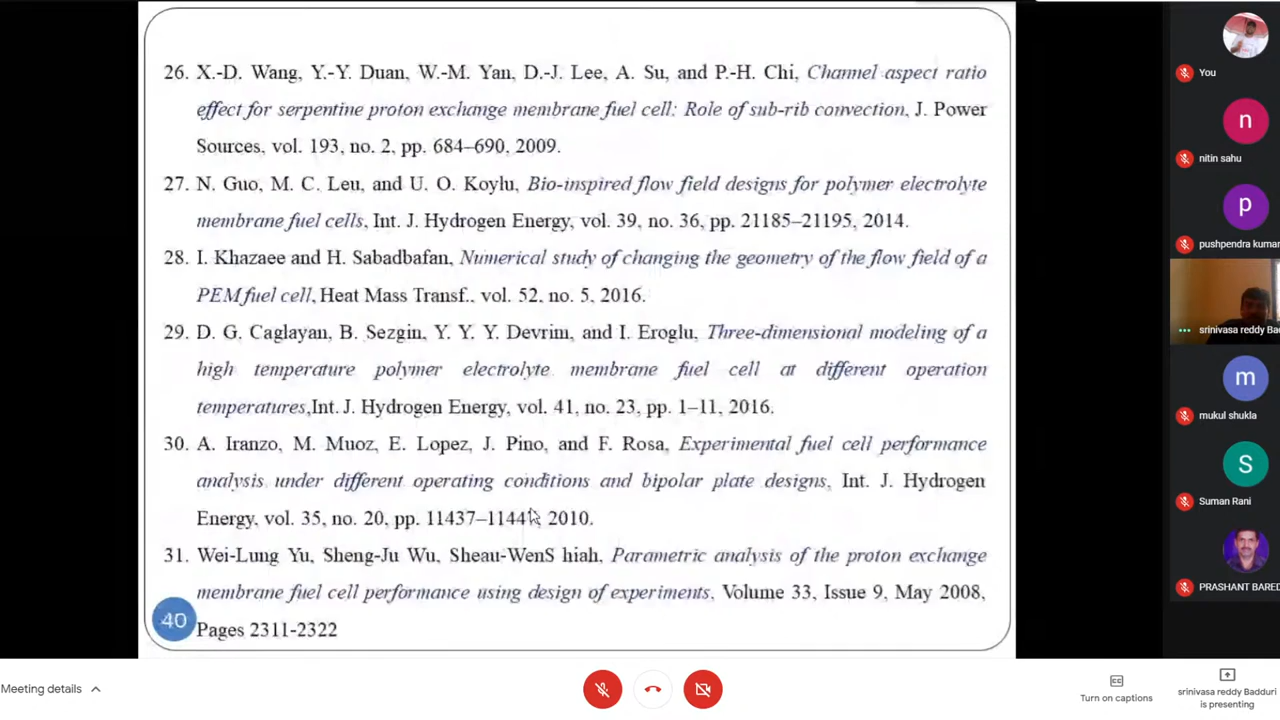 26. X.-D. Wang, Y.-Y. Duan, W.-M. Yan, D.-J. Lee, A. Su, and P.-H. Chi, Channel aspect ratio
effect for serpentine proton exchange membrane fuel cell: Role of sub-rib convection, J. Power
Sources, vol. 193, no. 2, pp. 684–690, 2009.
27. N. Guo, M. C. Leu, and U. O. Koylu, Bio-inspired flow field designs for polymer electrolyte
membrane fuel cells, Int. J. Hydrogen Energy, vol. 39, no. 36, pp. 21185–21195, 2014.
28. I. Khazaee and H. Sabadbafan, Numerical study of changing the geometry of the flow field of a
PEM fuel cell, Heat Mass Transf., vol. 52, no. 5, 2016.
29. D. G. Caglayan, B. Sezgin, Y. Y. Y. Devrim, and I. Eroglu, Three-dimensional modeling of a
high temperature polymer electrolyte membrane fuel cell at different operation
temperatures,Int. J. Hydrogen Energy, vol. 41, no. 23, pp. 1–11, 2016.
30. A. Iranzo, M. Muoz, E. Lopez, J. Pino, and F. Rosa, Experimental fuel cell performance
analysis under different operating conditions and bipolar plate designs, Int. J. Hydrogen
Energy, vol. 35, no. 20, pp. 2010.
31. Wei-Lung Yu, Sheng-Ju Wu, Sheau-WenS hiah, Parametric analysis of the proton exchange
membrane fuel cell performance using design of experiments, Volume 33, Issue 9, May 2008,
Pages 2311-2322
40
You
n
nitin sahu
p
pushpendra kumar
srinivasa reddy Ba
m
mukul shukla
S
Suman Rani
PRASHANT BARED
Meeting details
CC
Turn on captions
srinivasa reddy Badduri
is presenting